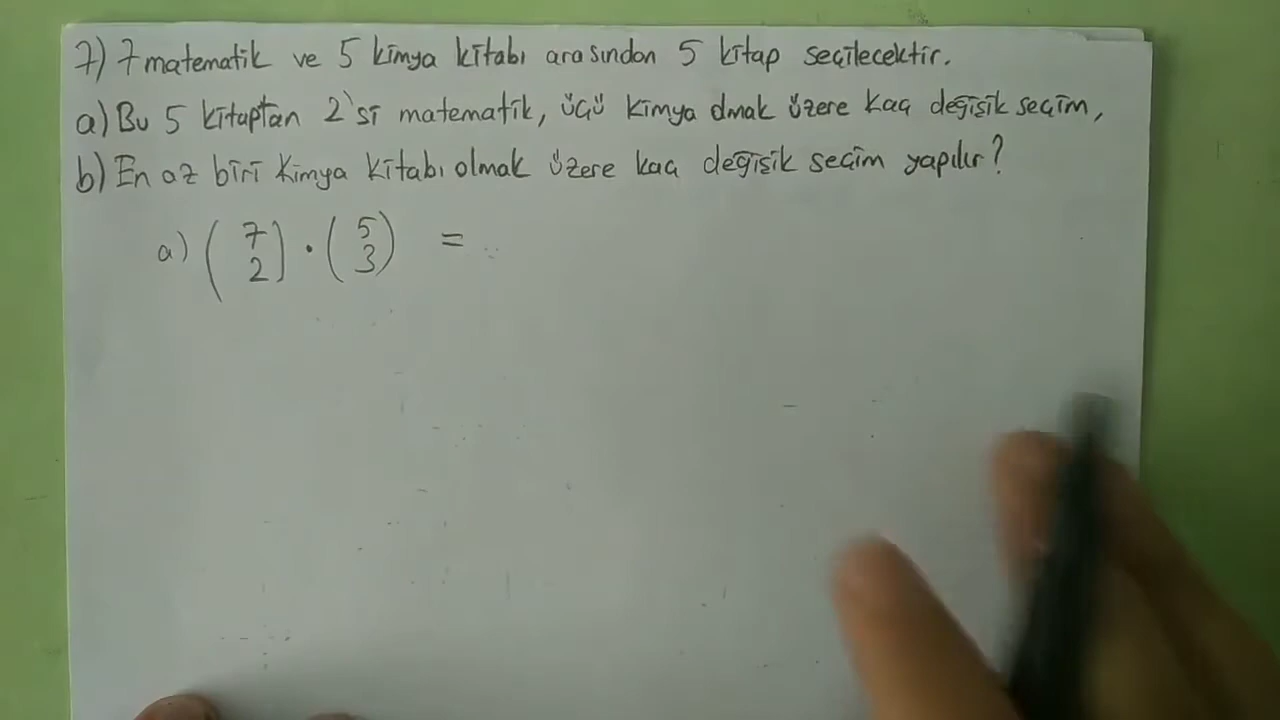 7) 7 matematik ve 5 kimya kitabı arasından 5 kitap seçilecektir.
a) Bu 5 kitaptan 2'si matematik, üçü kimya olmak üzere kaç değişik seçim,
b) En az biri kimya kitabı olmak üzere kaç değişik seçim yapılır?
a) (7 2) · (5 3) =